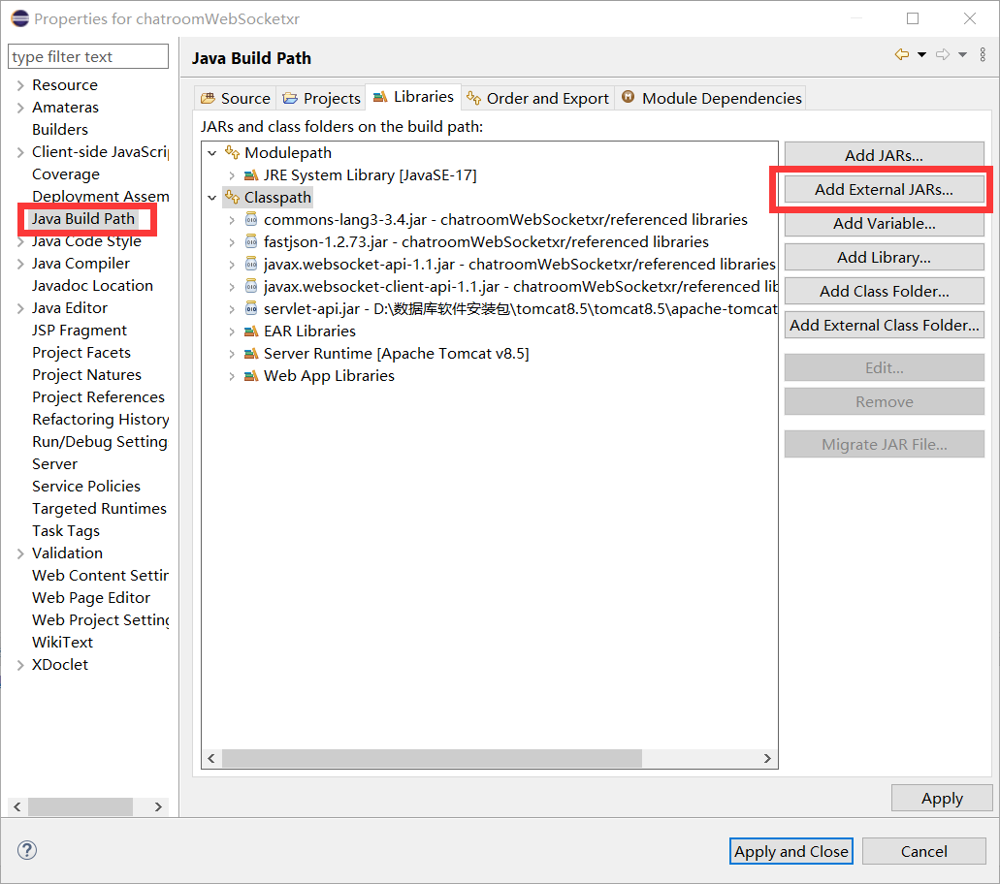 Properties for chatroomWebSocketxr
type filter text
Resource
Amateras
Builders
Client-side JavaScri
Coverage
Deployment Assem
Java Build Path
Java Code Style
Java Compiler
Javadoc Location
Java Editor
JSP Fragment
Project Facets
Project Natures
Project References
Refactoring History
Run/Debug Setting
Server
Service Policies
Targeted Runtimes
Task Tags
Validation
Web Content Settin
Web Page Editor
Web Project Setting
WikiText
XDoclet
Java Build Path
Source Projects Libraries Order and Export Module Dependencies
JARs and class folders on the build path:
Modulepath
JRE System Library [JavaSE-17]
Classpath
commons-lang3-3.4.jar - chatroomWebSocketxr/referenced libraries
fastjson-1.2.73.jar - chatroomWebSocketxr/referenced libraries
javax.websocket-api-1.1.jar - chatroomWebSocketxr/referenced libraries
javax.websocket-client-api-1.1.jar - chatroomWebSocketxr/referenced lib
servlet-api.jar - D:\数据库软件安装包\tomcat8.5\tomcat8.5\apache-tomcat
EAR Libraries
Server Runtime [Apache Tomcat v8.5]
Web App Libraries
Add JARs...
Add External JARs...
Add Variable...
Add Library...
Add Class Folder...
Add External Class Folder...
Edit...
Remove
Migrate JAR File...
Apply
Apply and Close
Cancel